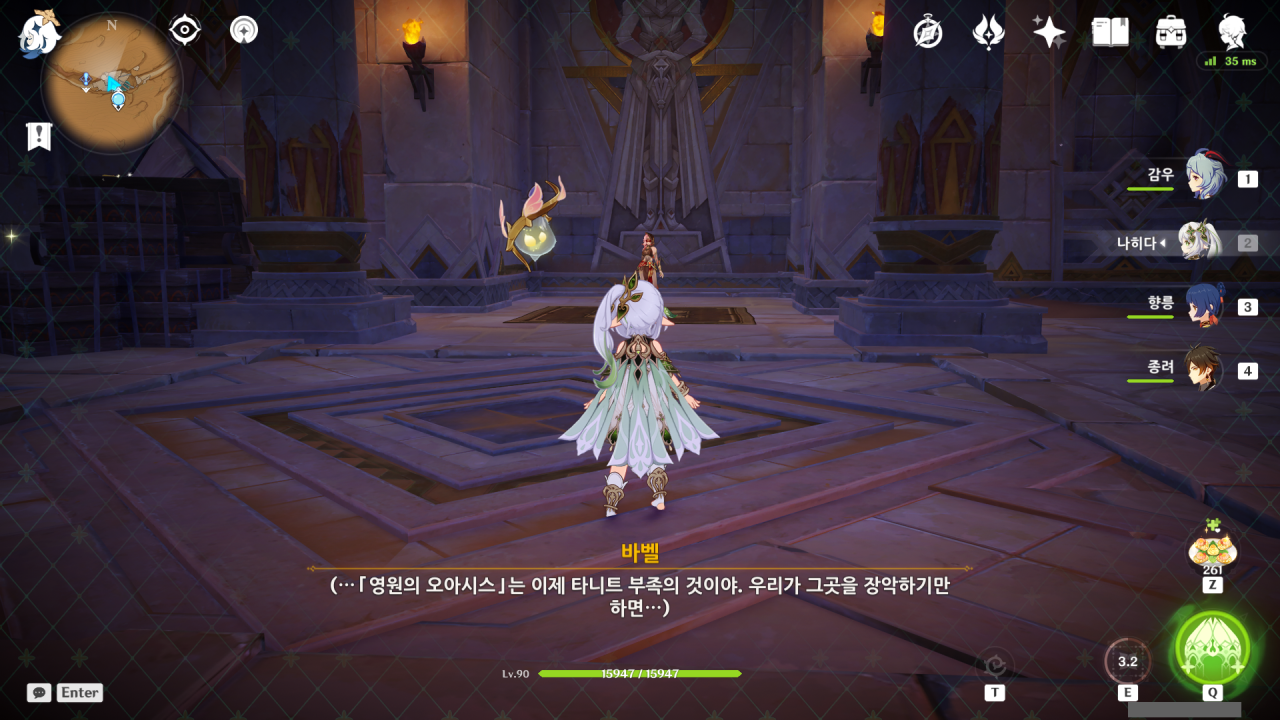 N
35 ms
감우
1
나히다
2
향릉
3
종려
4
바벨
(…「영원의 오아시스」는 이제 타니트 부족의 것이야. 우리가 그곳을 장악하기만
하면…)
261
Z
Lv.90
15947 / 15947
3.2
T
E
Q
Enter